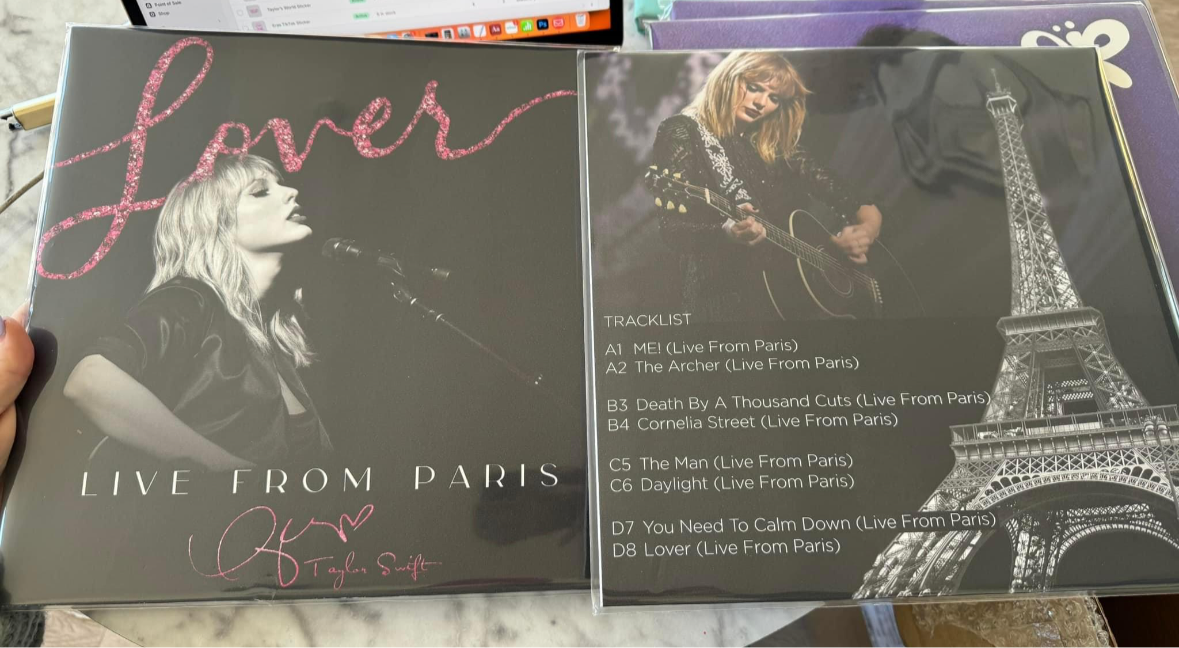 Point of Sale
Lover
LIVE FROM PARIS
Taylor Swift
TRACKLIST
A1 ME! (Live From Paris)
A2 The Archer (Live From Paris)
B3 Death By A Thousand Cuts (Live From Paris)
B4 Cornelia Street (Live From Paris)
C5 The Man (Live From Paris)
C6 Daylight (Live From Paris)
D7 You Need To Calm Down (Live From Paris)
D8 Lover (Live From Paris)